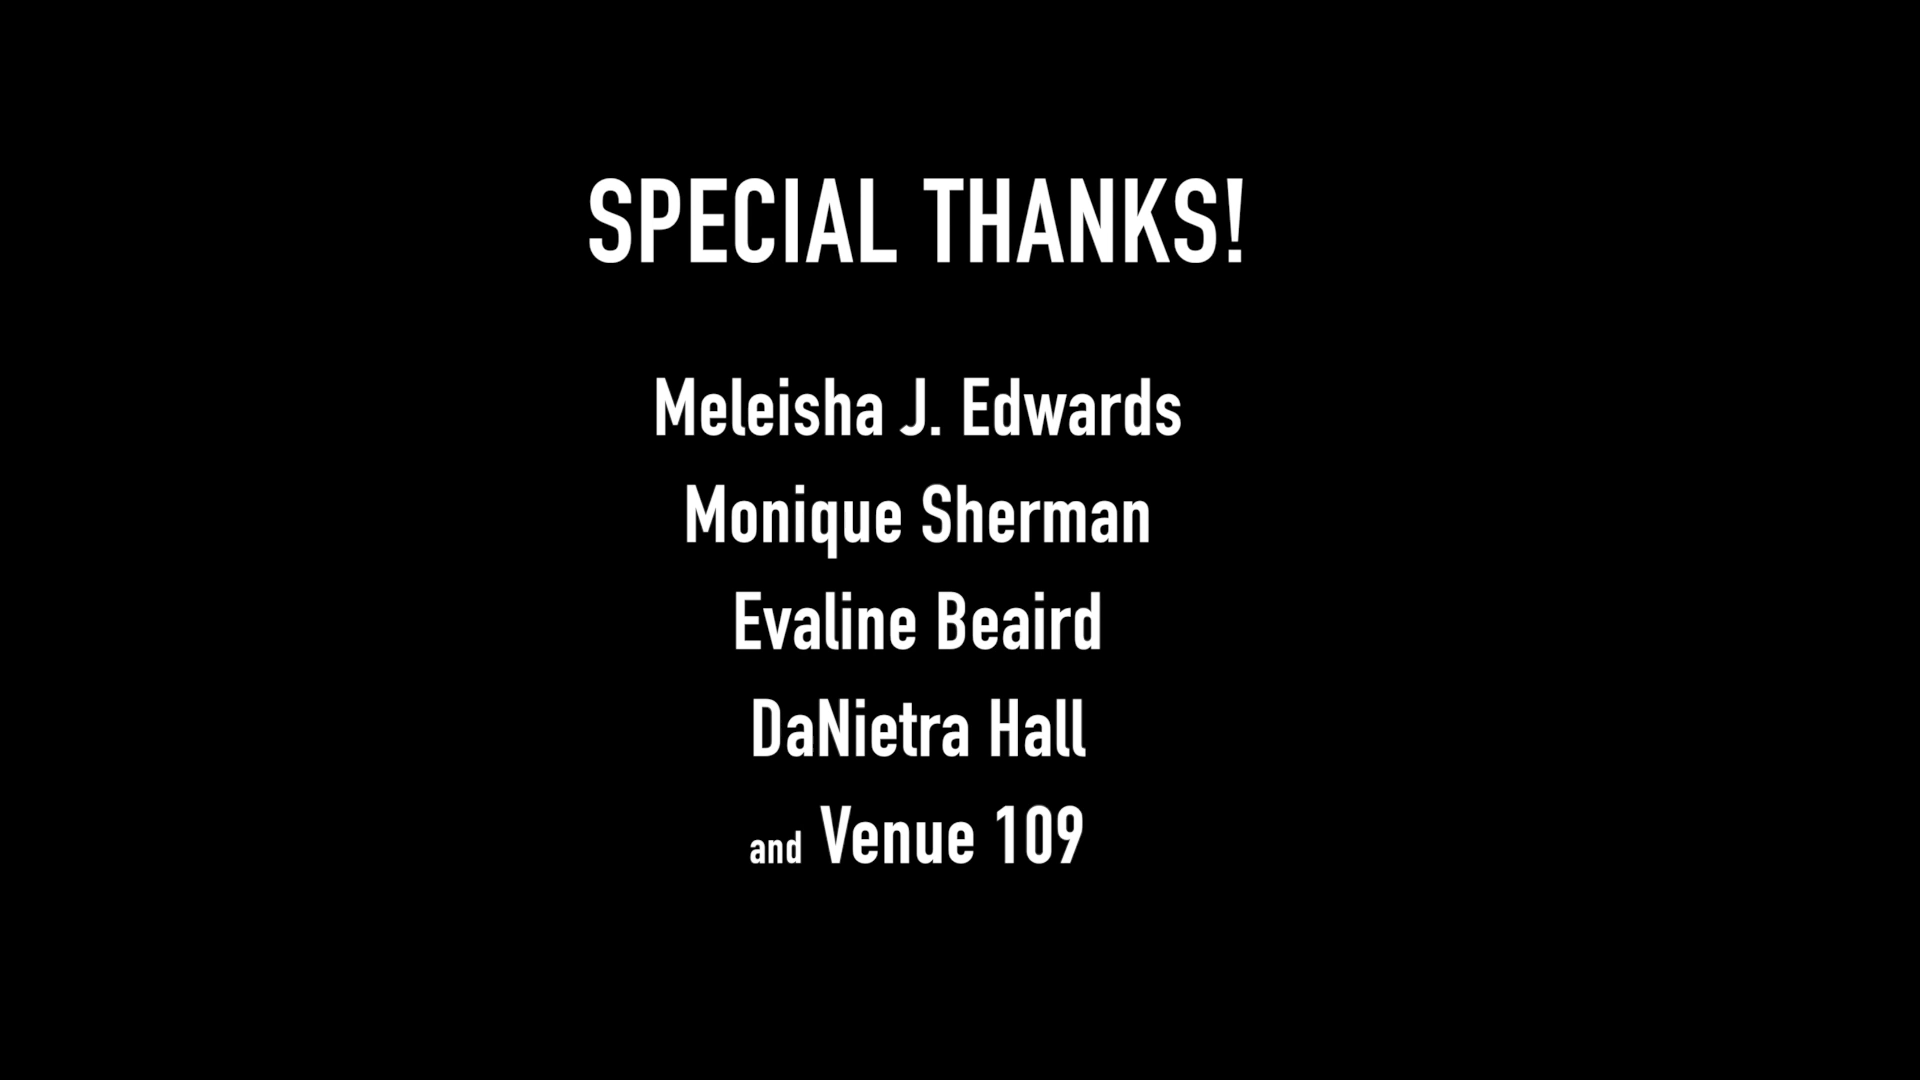 SPECIAL THANKS!
Meleisha J. Edwards
Monique Sherman
Evaline Beaird
DaNietra Hall
and Venue 109